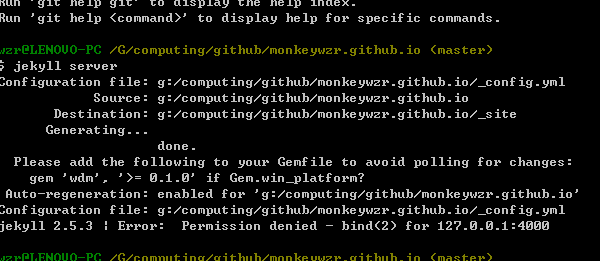 Run 'git help git' to display the help index.
Run 'git help <command>' to display help for specific commands.
wzr@LENOVO-PC /G/computing/github/monkeywzr.github.io (master)
$ jekyll server
Configuration file: g:/computing/github/monkeywzr.github.io/_config.yml
Source: g:/computing/github/monkeywzr.github.io
Destination: g:/computing/github/monkeywzr.github.io/_site
Generating...
done.
Please add the following to your Gemfile to avoid polling for changes:
gem 'wdm', '>= 0.1.0' if Gem.win_platform?
Auto-regeneration: enabled for 'g:/computing/github/monkeywzr.github.io'
Configuration file: g:/computing/github/monkeywzr.github.io/_config.yml
jekyll 2.5.3 | Error:  Permission denied - bind(2) for 127.0.0.1:4000
wzr@LENOVO-PC /G/computing/github/monkeywzr.github.io (master)